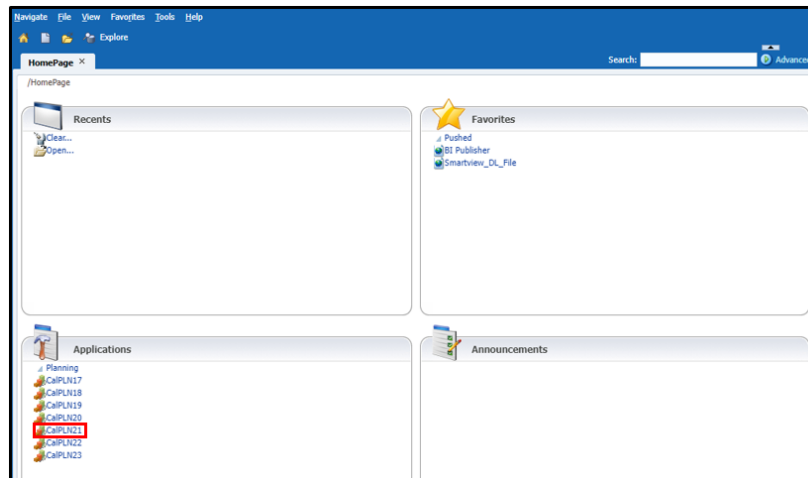 Navigate File View Favorites Tools Help
Explore
HomePage ×
Search:
Advanced
/HomePage
Recents
Clear...
Open...
Favorites
Pushed
BI Publisher
Smartview_DL_File
Applications
Planning
CalPLN17
CalPLN18
CalPLN19
CalPLN20
CalPLN21
CalPLN22
CalPLN23
Announcements